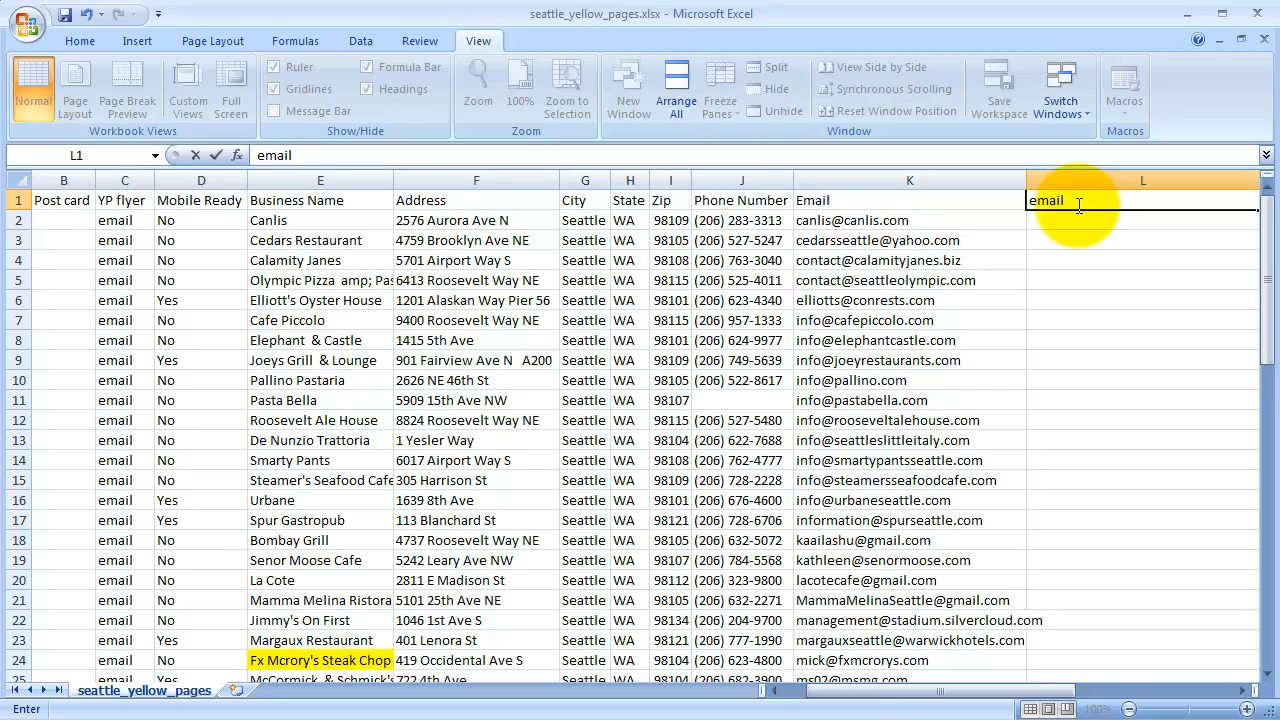 seattle_yellow_pages.xlsx - Microsoft Excel
Home Insert Page Layout Formulas Data Review View
Normal Page Layout Page Break Preview Custom Views Full Screen
Workbook Views
Ruler Formula Bar
Gridlines Headings
Message Bar
Show/Hide
Zoom 100% Zoom to Selection
Zoom
New Window Arrange All Freeze Panes Split Hide Unhide
View Side by Side
Synchronous Scrolling
Reset Window Position
Save Workspace Switch Windows
Window
Macros
Macros
L1 fx email
B C D E F G H I J K L
1 Post card YP flyer Mobile Ready Business Name Address City State Zip Phone Number Email email
2 email No Canlis 2576 Aurora Ave N Seattle WA 98109 (206) 283-3313 canlis@canlis.com
3 email No Cedars Restaurant 4759 Brooklyn Ave NE Seattle WA 98105 (206) 527-5247 cedarsseattle@yahoo.com
4 email No Calamity Janes 5701 Airport Way S Seattle WA 98108 (206) 763-3040 contact@calamityjanes.biz
5 email No Olympic Pizza amp; Pas 6413 Roosevelt Way NE Seattle WA 98115 (206) 525-4011 contact@seattleolympic.com
6 email Yes Elliott's Oyster House 1201 Alaskan Way Pier 56 Seattle WA 98101 (206) 623-4340 elliotts@conrests.com
7 email No Cafe Piccolo 9400 Roosevelt Way NE Seattle WA 98115 (206) 957-1333 info@cafepiccolo.com
8 email No Elephant & Castle 1415 5th Ave Seattle WA 98101 (206) 624-9977 info@elephantcastle.com
9 email Yes Joeys Grill & Lounge 901 Fairview Ave N A200 Seattle WA 98109 (206) 749-5639 info@joeyrestaurants.com
10 email No Pallino Pastaria 2626 NE 46th St Seattle WA 98105 (206) 522-8617 info@pallino.com
11 email No Pasta Bella 5909 15th Ave NW Seattle WA 98107 info@pastabella.com
12 email No Roosevelt Ale House 8824 Roosevelt Way NE Seattle WA 98115 (206) 527-5480 info@rooseveltalehouse.com
13 email No De Nunzio Trattoria 1 Yesler Way Seattle WA 98104 (206) 622-7688 info@seattleslittleitaly.com
14 email No Smarty Pants 6017 Airport Way S Seattle WA 98108 (206) 762-4777 info@smartypantsseattle.com
15 email No Steamer's Seafood Cafe 305 Harrison St Seattle WA 98109 (206) 728-2228 info@steamersseafoodcafe.com
16 email Yes Urbane 1639 8th Ave Seattle WA 98101 (206) 676-4600 info@urbaneseattle.com
17 email Yes Spur Gastropub 113 Blanchard St Seattle WA 98121 (206) 728-6706 information@spurseattle.com
18 email No Bombay Grill 4737 Roosevelt Way NE Seattle WA 98105 (206) 632-5072 kaailashu@gmail.com
19 email No Senor Moose Cafe 5242 Leary Ave NW Seattle WA 98107 (206) 784-5568 kathleen@senormoose.com
20 email No La Cote 2811 E Madison St Seattle WA 98112 (206) 323-9800 lacotecafe@gmail.com
21 email No Mamma Melina Ristora 5101 25th Ave NE Seattle WA 98105 (206) 632-2271 MammaMelinaSeattle@gmail.com
22 email No Jimmy's On First 1046 1st Ave S Seattle WA 98134 (206) 204-9700 management@stadium.silvercloud.com
23 email Yes Margaux Restaurant 401 Lenora St Seattle WA 98121 (206) 777-1990 margauxseattle@warwickhotels.com
24 email No Fx Mcrory's Steak Chop 419 Occidental Ave S Seattle WA 98104 (206) 623-4800 mick@fxmcrorys.com
25 email Yes McCormick & Schmick's 722 4th Ave Seattle WA 98104 (206) 682-3900 ms02@msmg.com
seattle_yellow_pages
Enter 100%